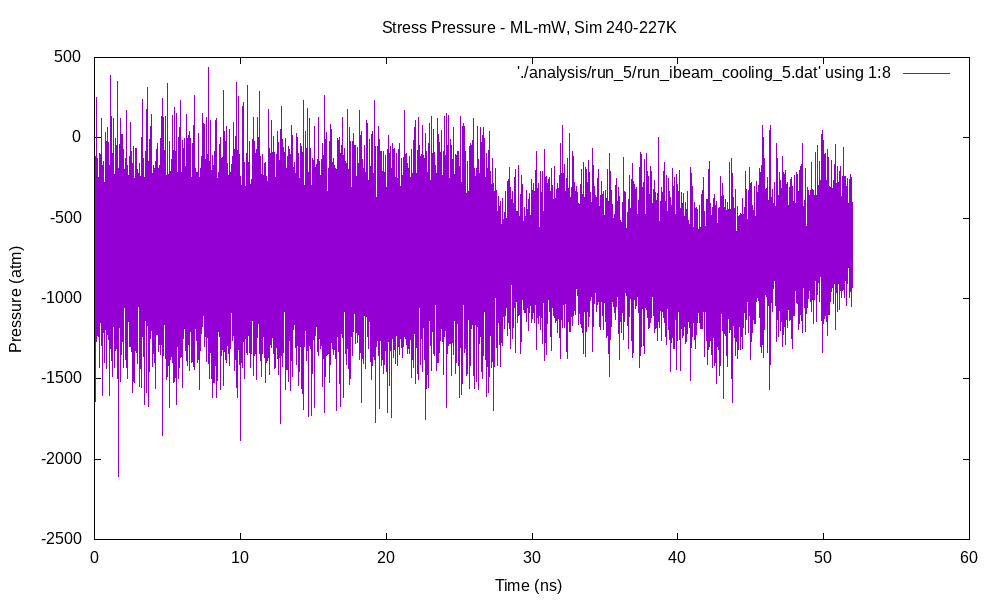 Stress Pressure - ML-mW, Sim 240-227K
'./analysis/run_5/run_ibeam_cooling_5.dat' using 1:8
500
0
-500
-1000
-1500
-2000
-2500
Pressure (atm)
0 10 20 30 40 50 60
Time (ns)